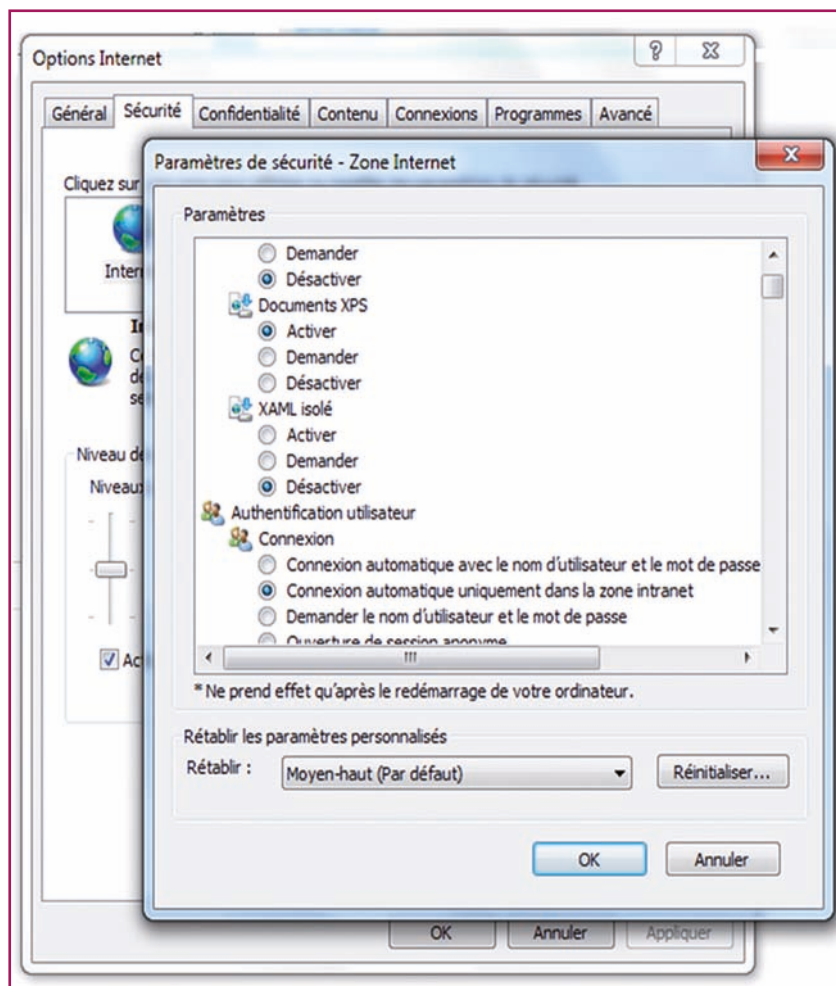 Options Internet
Général Sécurité Confidentialité Contenu Connexions Programmes Avancé
Paramètres de sécurité - Zone Internet
Cliquez sur
Paramètres
Demander
Désactiver
Documents XPS
Activer
Demander
Désactiver
XAML isolé
Activer
Demander
Désactiver
Authentification utilisateur
Connexion
Connexion automatique avec le nom d'utilisateur et le mot de passe
Connexion automatique uniquement dans la zone intranet
Demander le nom d'utilisateur et le mot de passe
Ouverture de session anonyme
* Ne prend effet qu'après le redémarrage de votre ordinateur.
Rétablir les paramètres personnalisés
Rétablir : Moyen-haut (Par défaut) Réinitialiser...
OK Annuler
OK Annuler Appliquer